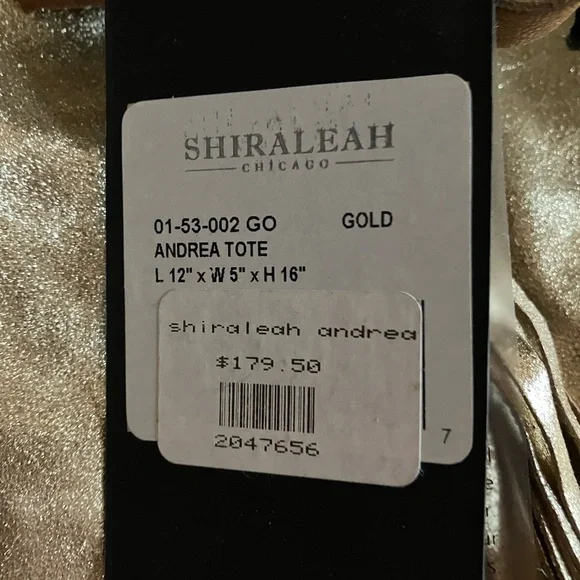 SHIRALEAH
CHICAGO
01-53-002 GO GOLD
ANDREA TOTE
L 12" x W 5" x H 16"
shiraleah andrea
$179.50
2047656
7